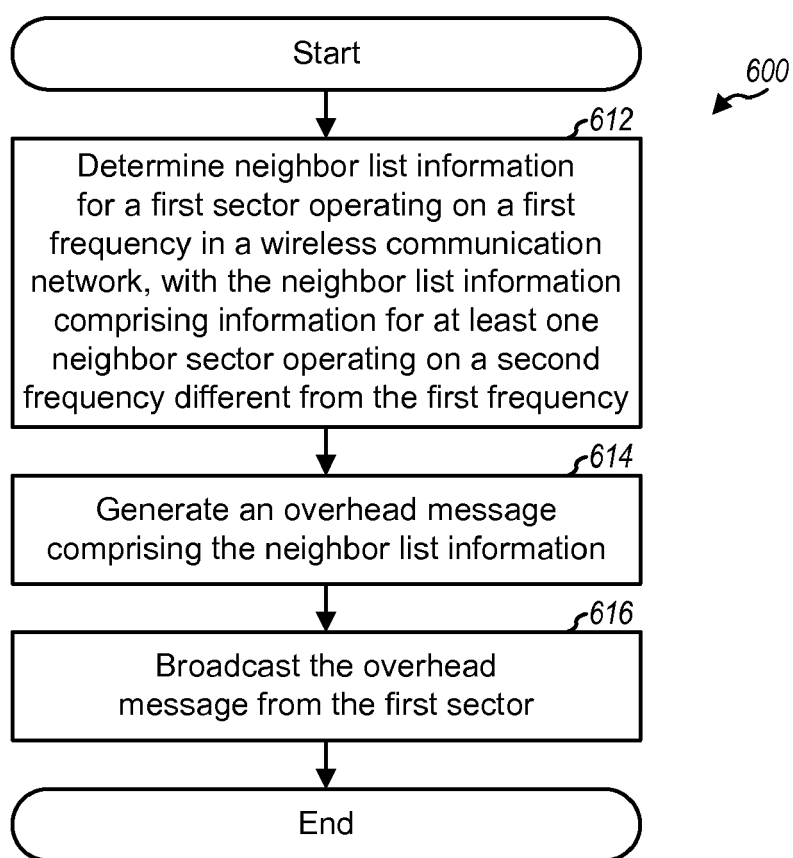 Start
600
612
Determine neighbor list information
for a first sector operating on a first
frequency in a wireless communication
network, with the neighbor list information
comprising information for at least one
neighbor sector operating on a second
frequency different from the first frequency
614
Generate an overhead message
comprising the neighbor list information
616
Broadcast the overhead
message from the first sector
End